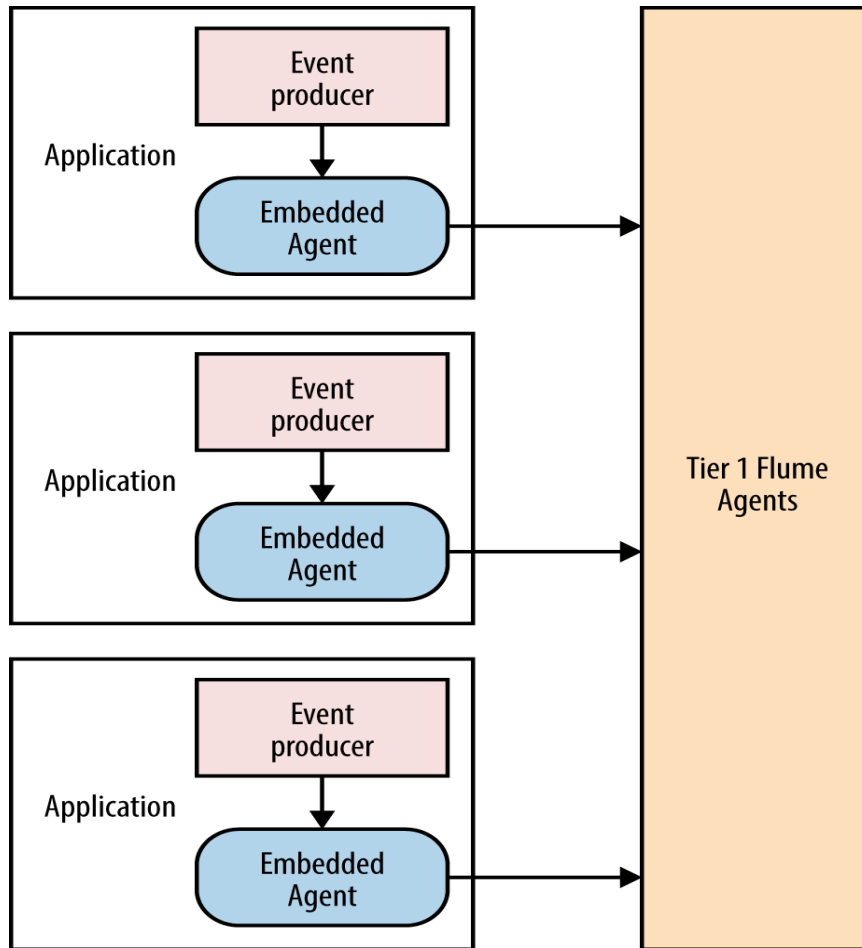 Event
producer
Application
Embedded
Agent
Event
producer
Application
Embedded
Agent
Event
producer
Application
Embedded
Agent
Tier 1 Flume
Agents